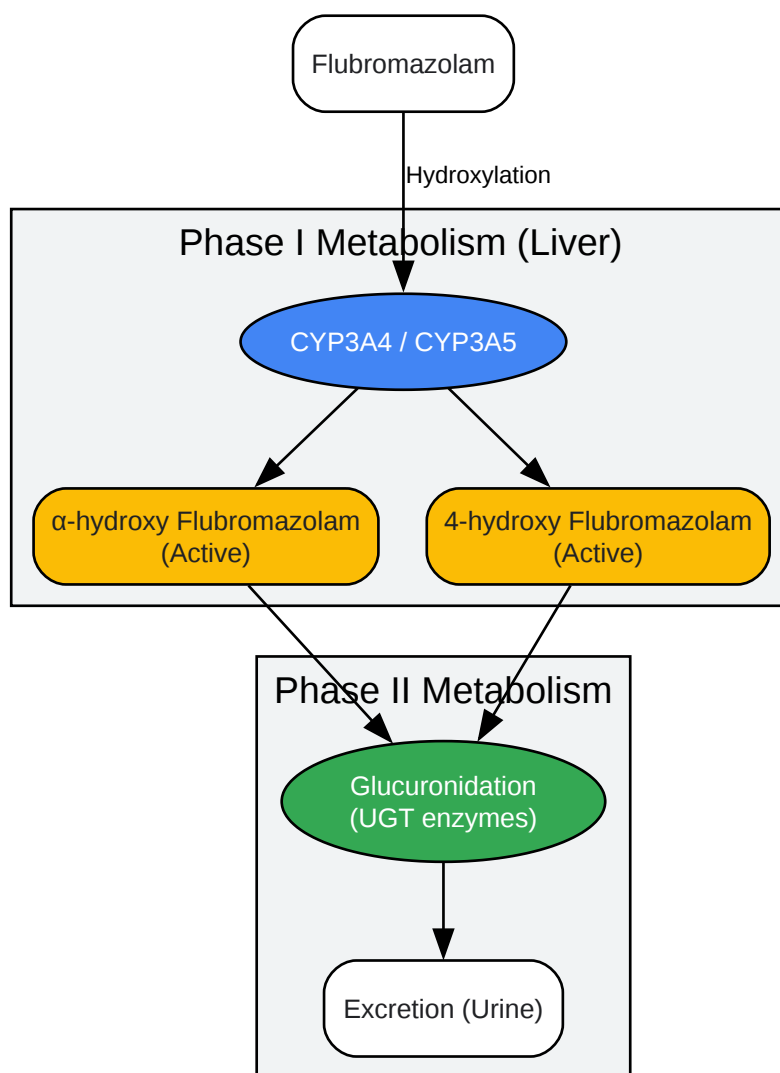 Flubromazolam
Hydroxylation
Phase I Metabolism (Liver)
CYP3A4 / CYP3A5
α-hydroxy Flubromazolam
(Active)
4-hydroxy Flubromazolam
(Active)
Phase II Metabolism
Glucuronidation
(UGT enzymes)
Excretion (Urine)